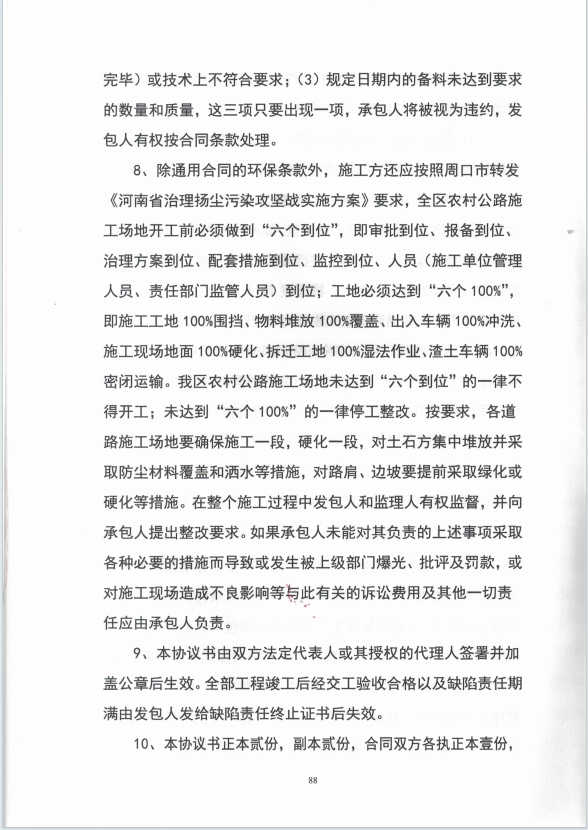 完毕）或技术上不符合要求；（3）规定日期内的备料未达到要求
的数量和质量，这三项只要出现一项，承包人将被视为违约，发
包人有权按合同条款处理。
8、除通用合同的环保条款外，施工方还应按照周口市转发
《河南省治理扬尘污染攻坚战实施方案》要求，全区农村公路施
工场地开工前必须做到“六个到位”，即审批到位、报备到位、
治理方案到位、配套措施到位、监控到位、人员（施工单位管理
人员、责任部门监管人员）到位；工地必须达到“六个 100%”，
即施工工地 100%围挡、物料堆放 100%覆盖、出入车辆 100%冲洗、
施工现场地面 100%硬化、拆迁工地 100%湿法作业、渣土车辆 100%
密闭运输。我区农村公路施工场地未达到“六个到位”的一律不
得开工；未达到“六个 100%”的一律停工整改。按要求，各道
路施工场地要确保施工一段，硬化一段，对土石方集中堆放并采
取防尘材料覆盖和洒水等措施，对路肩、边坡要提前采取绿化或
硬化等措施。在整个施工过程中发包人和监理人有权监督，并向
承包人提出整改要求。如果承包人未能对其负责的上述事项采取
各种必要的措施而导致或发生被上级部门曝光、批评及罚款，或
对施工现场造成不良影响等与此有关的诉讼费用及其他一切责
任应由承包人负责。
9、本协议书由双方法定代表人或其授权的代理人签署并加
盖公章后生效。全部工程竣工后经交工验收合格以及缺陷责任期
满由发包人发给缺陷责任终止证书后失效。
10、本协议书正本贰份，副本贰份，合同双方各执正本壹份，
88